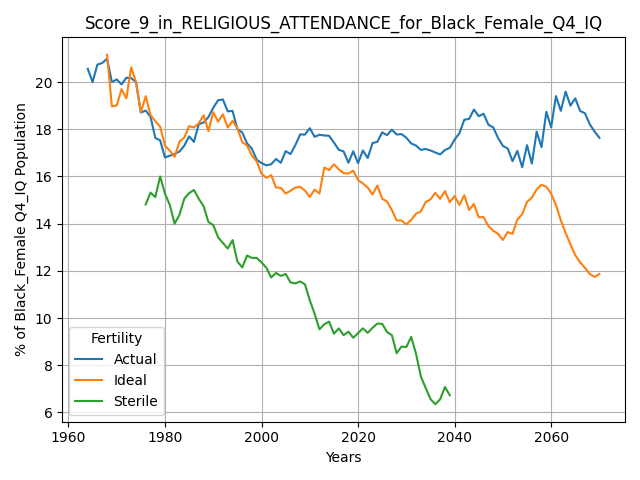 Score_9_in_RELIGIOUS_ATTENDANCE_for_Black_Female_Q4_IQ
% of Black_Female Q4_IQ Population
20
18
16
14
12
10
8
6
Fertility
Actual
Ideal
Sterile
1960
1980
2000
2020
2040
2060
Years